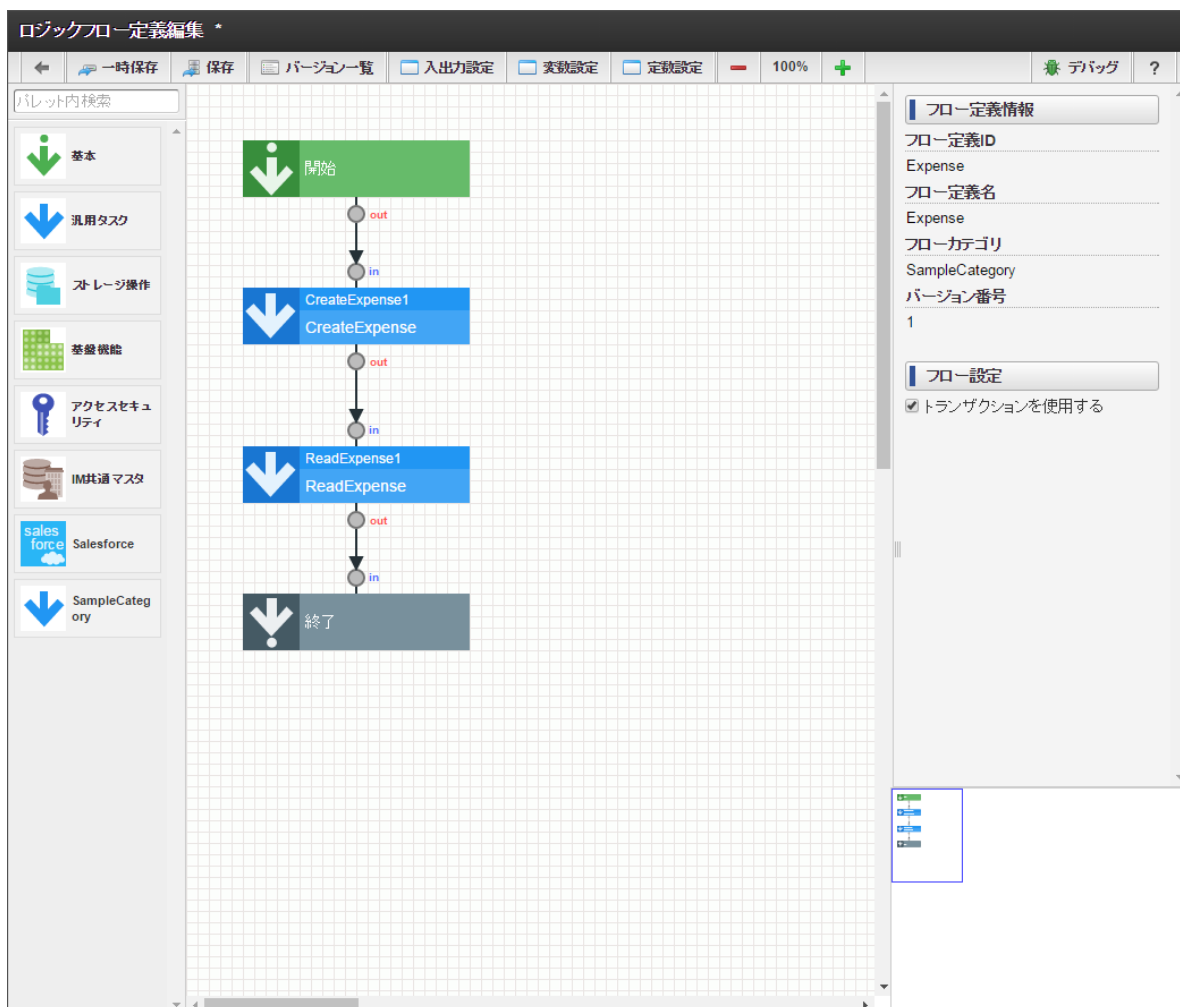 ロジックフロー定義編集 *
一時保存 保存 バージョン一覧 入出力設定 変数設定 定数設定 100% デバッグ ?
パレット内検索
基本
汎用タスク
ストレージ操作
基盤機能
アクセスセキュ
リティ
IM共通マスタ
sales
force
Salesforce
SampleCateg
ory
開始
out
in
CreateExpense1
CreateExpense
out
in
ReadExpense1
ReadExpense
out
in
終了
フロー定義情報
フロー定義ID
Expense
フロー定義名
Expense
フローカテゴリ
SampleCategory
バージョン番号
1
フロー設定
トランザクションを使用する